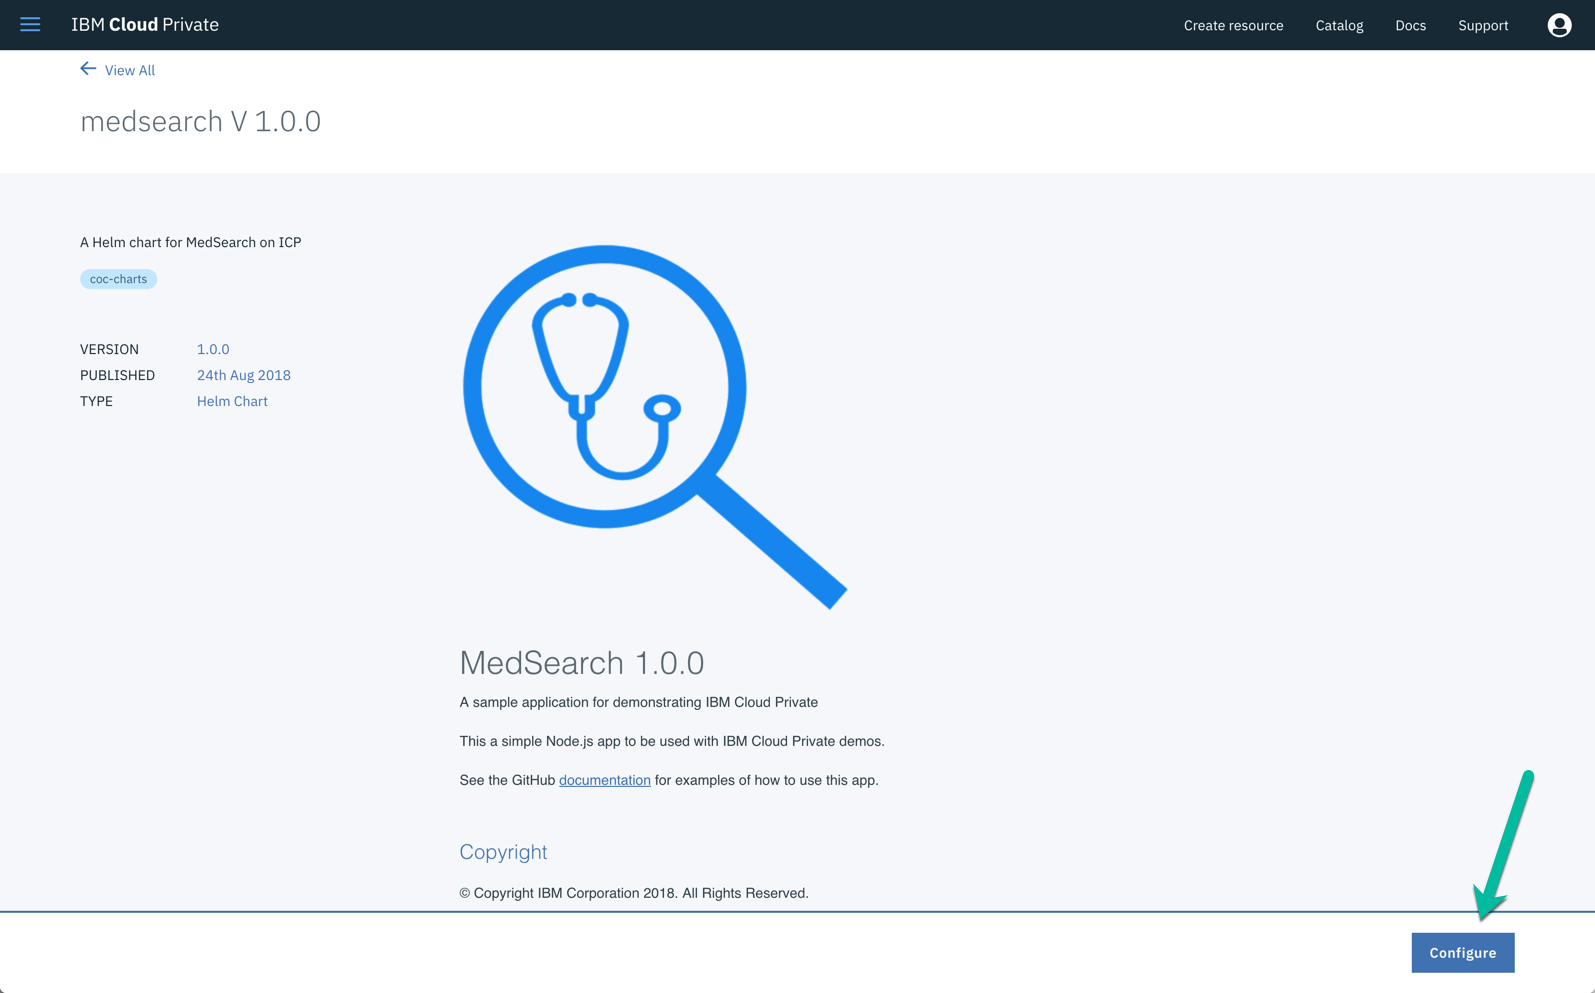 IBM Cloud Private
Create resource
Catalog
Docs
Support
View All
medsearch V 1.0.0
A Helm chart for MedSearch on ICP
coc-charts
VERSION 1.0.0
PUBLISHED 24th Aug 2018
TYPE Helm Chart
MedSearch 1.0.0
A sample application for demonstrating IBM Cloud Private
This a simple Node.js app to be used with IBM Cloud Private demos.
See the GitHub documentation for examples of how to use this app.
Copyright
© Copyright IBM Corporation 2018. All Rights Reserved.
Configure